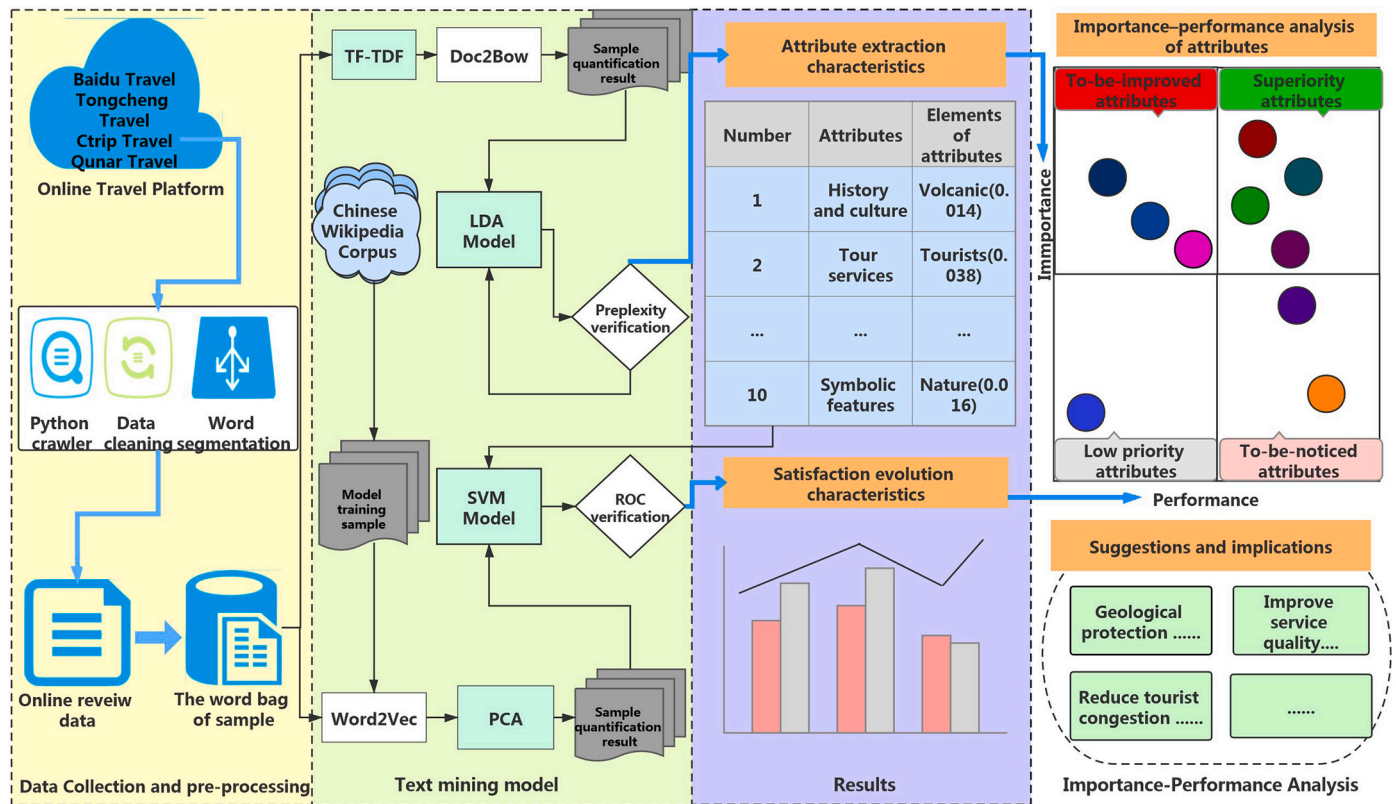 Baidu Travel
Tongcheng
Travel
Ctrip Travel
Qunar Travel
Online Travel Platform
Python
crawler
Data
cleaning
Word
segmentation
Online reveiw
data
The word bag
of sample
Data Collection and pre-processing
TF-TDF
Doc2Bow
Sample
quantification
result
Chinese
Wikipedia
Corpus
LDA
Model
Preplexity
verification
Model
training
sample
SVM
Model
ROC
verification
Word2Vec
PCA
Sample
quantification
result
Text mining model
Attribute extraction
characteristics
Number
Attributes
Elements
of
attributes
1
History
and culture
Volcanic(0.
014)
2
Tour
services
Tourists(0.
038)
...
...
...
10
Symbolic
features
Nature(0.0
16)
Satisfaction evolution
characteristics
Results
Importance–performance analysis
of attributes
To-be-improved
attributes
Superiority
attributes
Immportance
Low priority
attributes
To-be-noticed
attributes
Performance
Suggestions and implications
Geological
protection ......
Improve
service
quality....
Reduce tourist
congestion ......
......
Importance-Performance Analysis